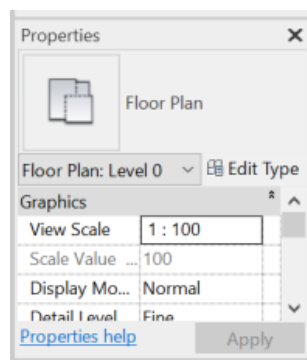 Properties
Floor Plan
Floor Plan: Level 0 Edit Type
Graphics
View Scale 1 : 100
Scale Value ... 100
Display Mo... Normal
Detail Level Fine
Properties help Apply